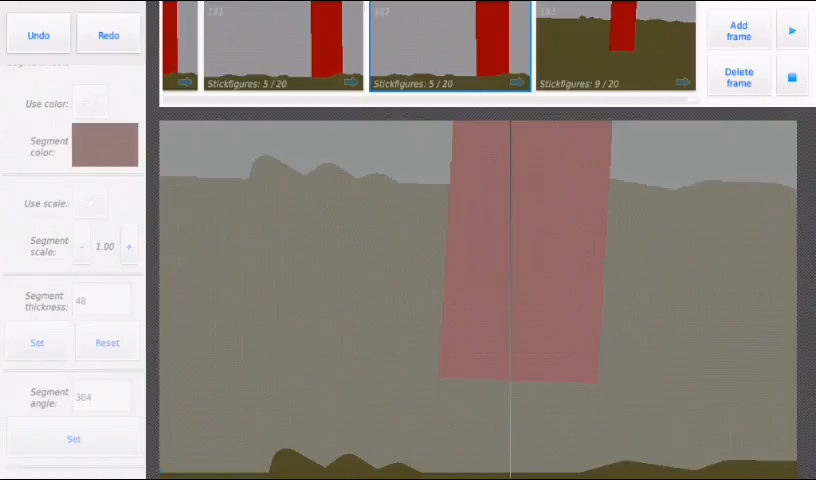 Undo
Redo
Use color:
Segment
color:
Use scale:
Segment
scale:
-
1.00
+
Segment
thickness:
48
Set
Reset
Segment
angle:
304
Set
Stickfigures: 5 / 20
Stickfigures: 5 / 20
Stickfigures: 9 / 20
Add
frame
Delete
frame